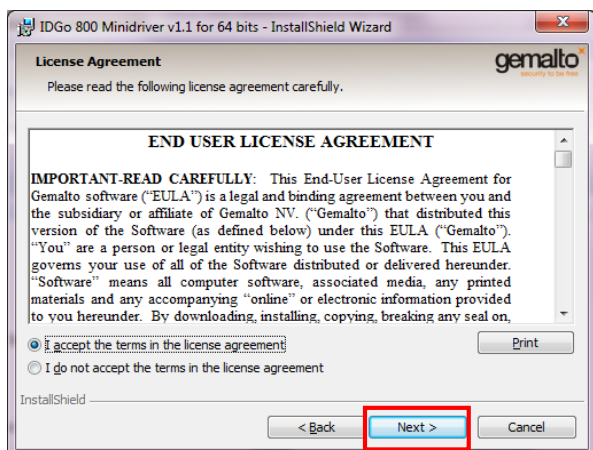 IDGo 800 Minidriver v1.1 for 64 bits - InstallShield Wizard
License Agreement
gemalto
security to be free
Please read the following license agreement carefully.
END USER LICENSE AGREEMENT
IMPORTANT-READ CAREFULLY: This End-User License Agreement for
Gemalto software (“EULA”) is a legal and binding agreement between you and
the subsidiary or affiliate of Gemalto NV. (“Gemalto”) that distributed this
version of the Software (as defined below) under this EULA (“Gemalto”).
“You” are a person or legal entity wishing to use the Software. This EULA
governs your use of all of the Software distributed or delivered hereunder.
“Software” means all computer software, associated media, any printed
materials and any accompanying “online” or electronic information provided
to you hereunder. By downloading, installing, copying, breaking any seal on,
I accept the terms in the license agreement
Print
I do not accept the terms in the license agreement
InstallShield
< Back
Next >
Cancel